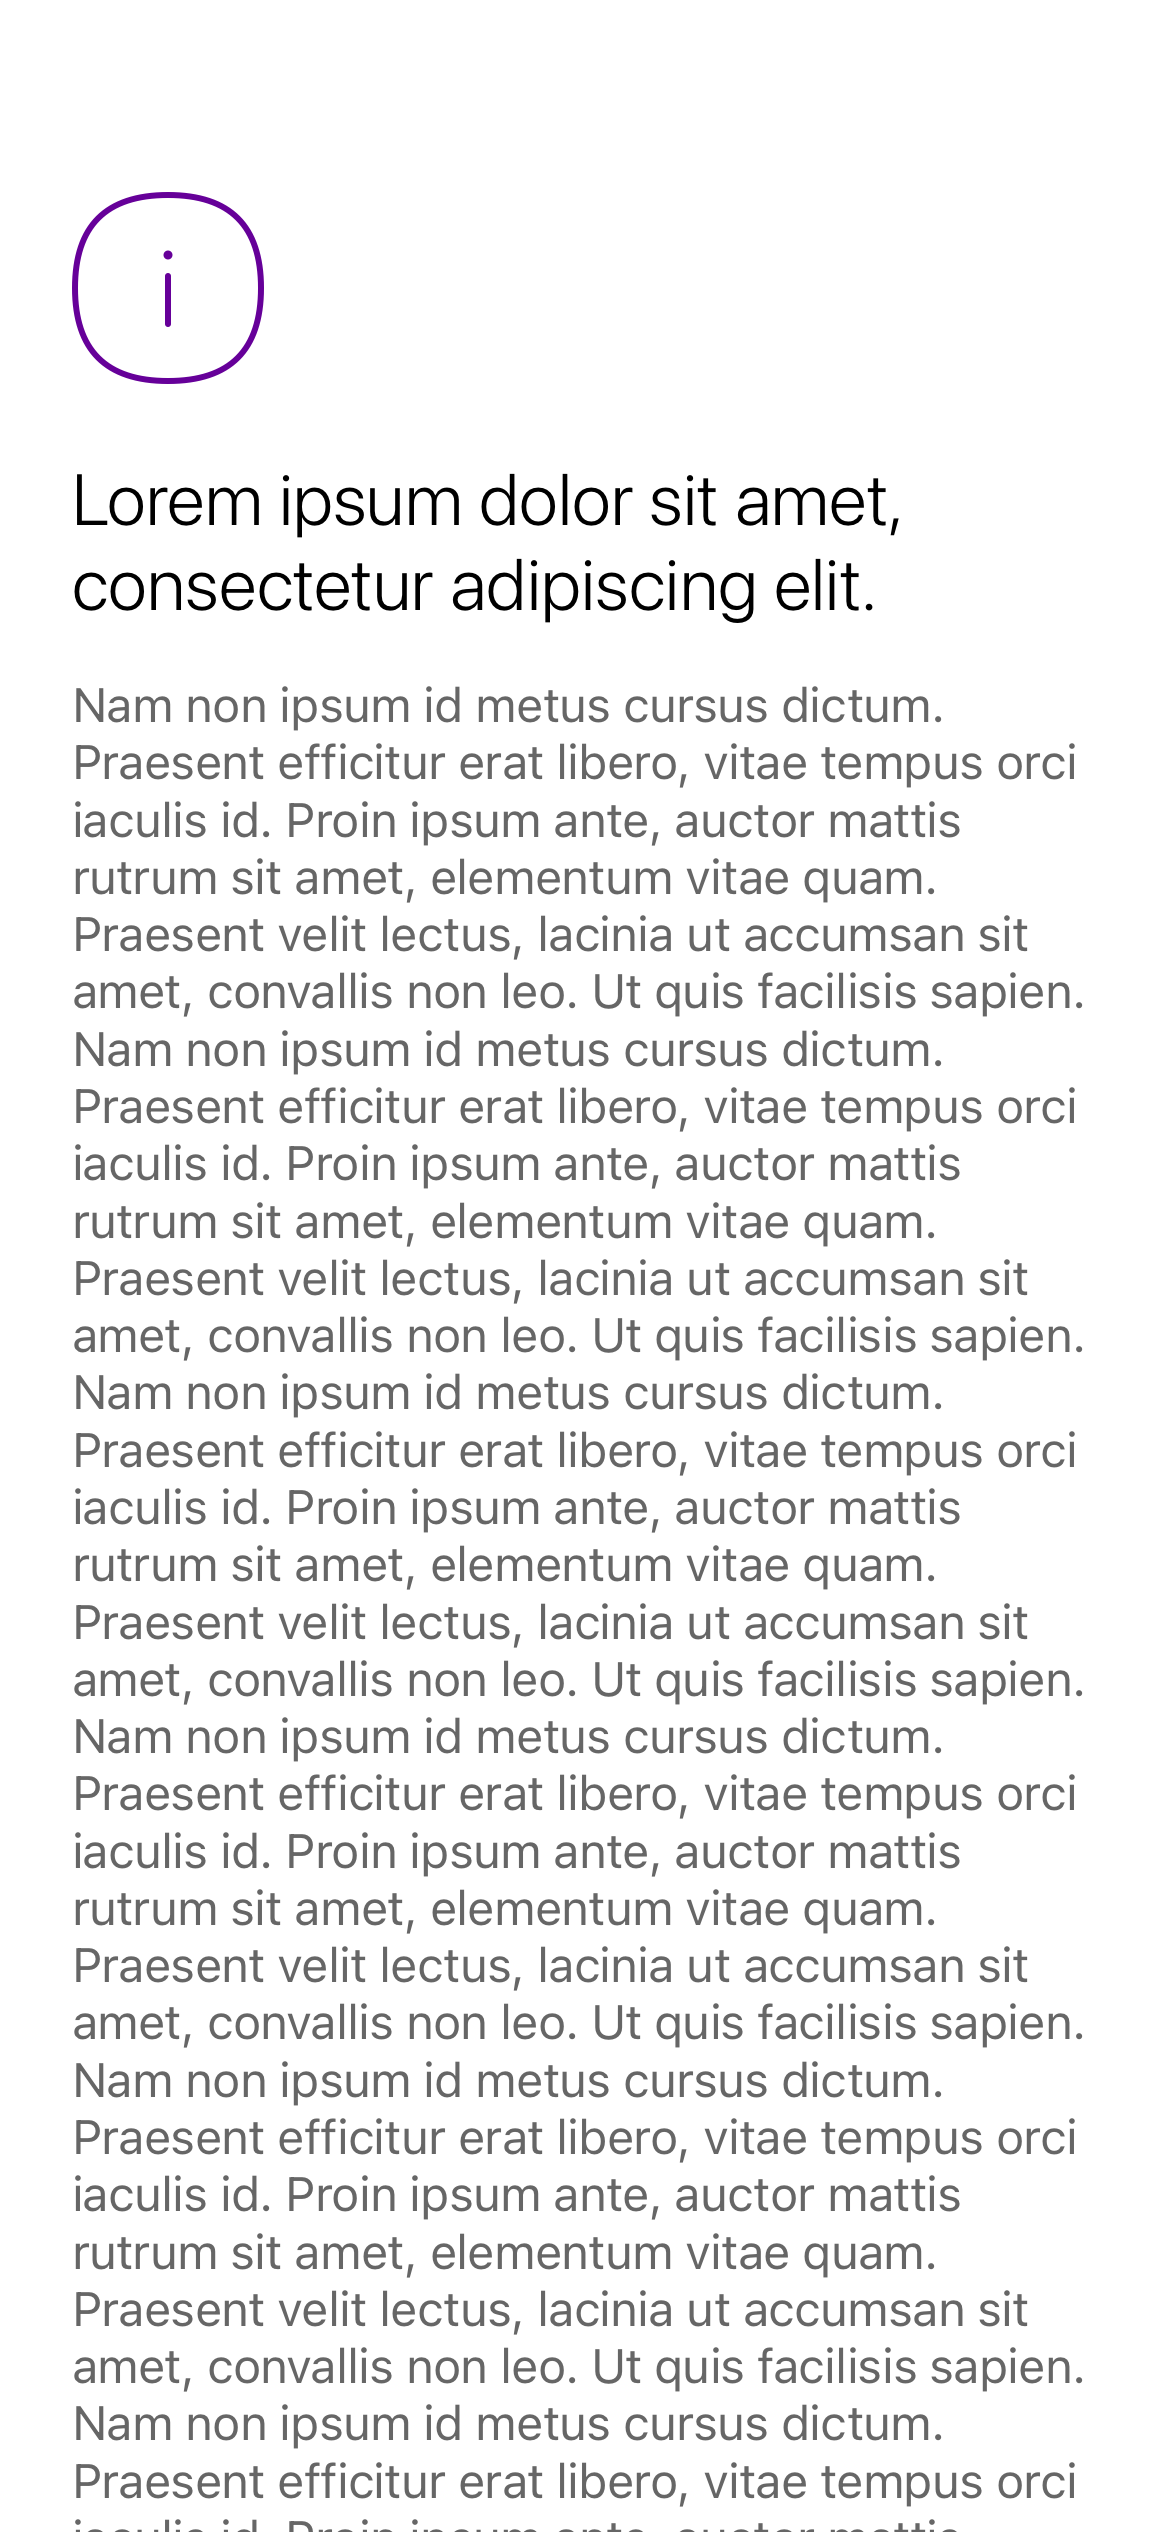 i
Lorem ipsum dolor sit amet,
consectetur adipiscing elit.
Nam non ipsum id metus cursus dictum.
Praesent efficitur erat libero, vitae tempus orci
iaculis id. Proin ipsum ante, auctor mattis
rutrum sit amet, elementum vitae quam.
Praesent velit lectus, lacinia ut accumsan sit
amet, convallis non leo. Ut quis facilisis sapien.
Nam non ipsum id metus cursus dictum.
Praesent efficitur erat libero, vitae tempus orci
iaculis id. Proin ipsum ante, auctor mattis
rutrum sit amet, elementum vitae quam.
Praesent velit lectus, lacinia ut accumsan sit
amet, convallis non leo. Ut quis facilisis sapien.
Nam non ipsum id metus cursus dictum.
Praesent efficitur erat libero, vitae tempus orci
iaculis id. Proin ipsum ante, auctor mattis
rutrum sit amet, elementum vitae quam.
Praesent velit lectus, lacinia ut accumsan sit
amet, convallis non leo. Ut quis facilisis sapien.
Nam non ipsum id metus cursus dictum.
Praesent efficitur erat libero, vitae tempus orci
iaculis id. Proin ipsum ante, auctor mattis
rutrum sit amet, elementum vitae quam.
Praesent velit lectus, lacinia ut accumsan sit
amet, convallis non leo. Ut quis facilisis sapien.
Nam non ipsum id metus cursus dictum.
Praesent efficitur erat libero, vitae tempus orci
iaculis id. Proin ipsum ante, auctor mattis
rutrum sit amet, elementum vitae quam.
Praesent velit lectus, lacinia ut accumsan sit
amet, convallis non leo. Ut quis facilisis sapien.
Nam non ipsum id metus cursus dictum.
Praesent efficitur erat libero, vitae tempus orci